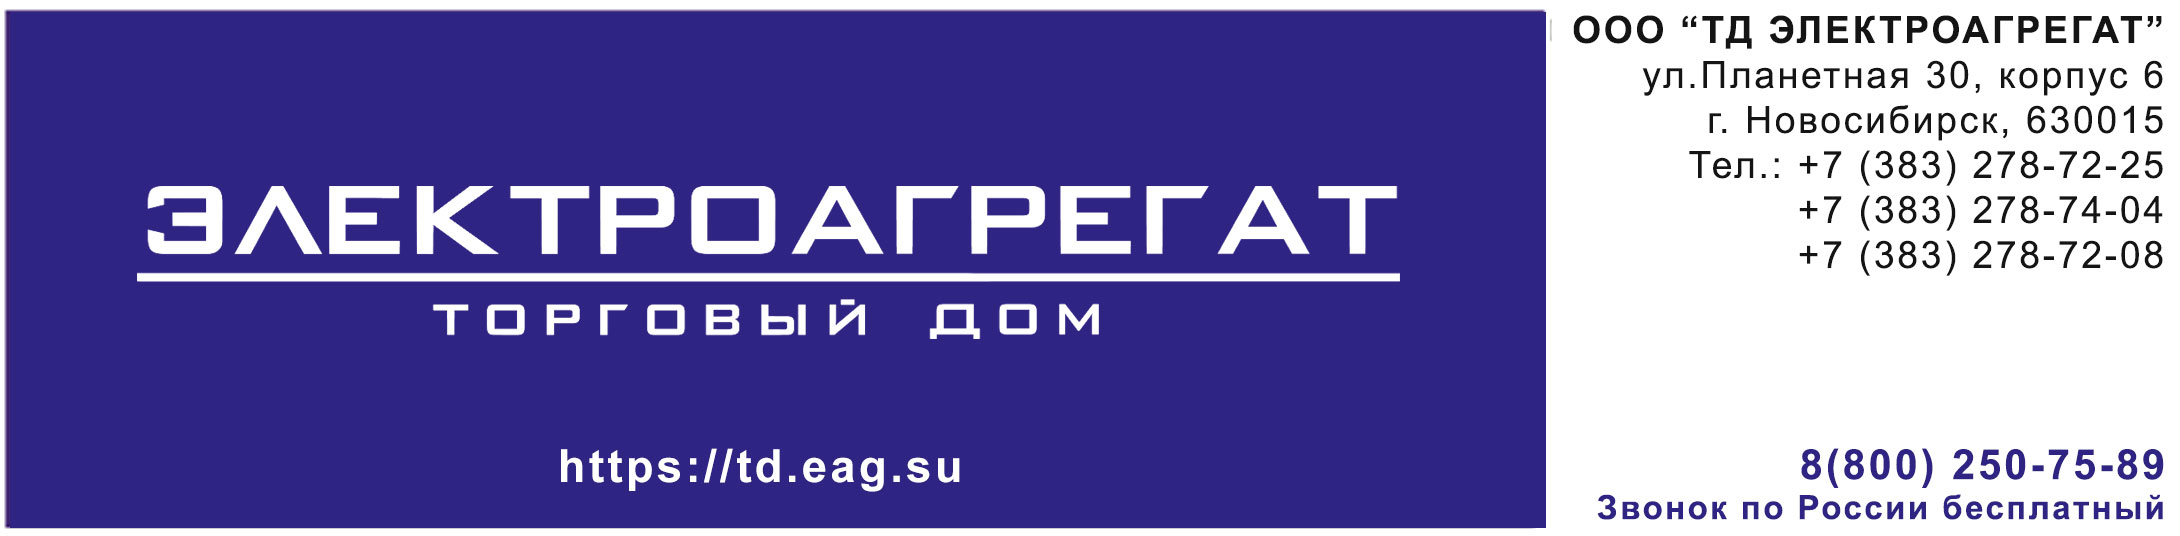 ЭЛЕКТРОАГРЕГАТ
ТОРГОВЫЙ ДОМ
https://td.eag.su
ООО “ТД ЭЛЕКТРОАГРЕГАТ”
ул.Планетная 30, корпус 6
г. Новосибирск, 630015
Тел.: +7 (383) 278-72-25
+7 (383) 278-74-04
+7 (383) 278-72-08
8(800) 250-75-89
Звонок по России бесплатный